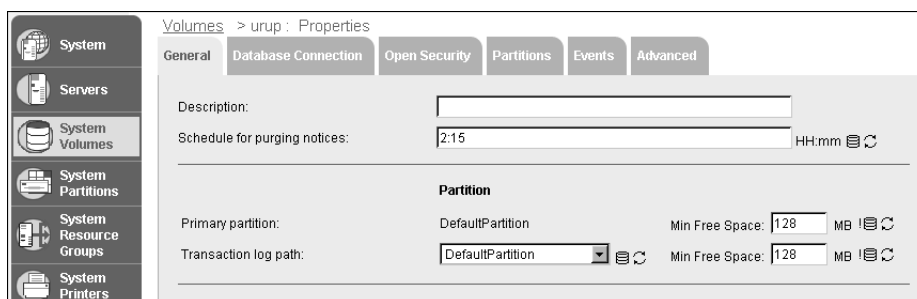 Volumes > urup : Properties
General Database Connection Open Security Partitions Events Advanced
System
Servers
System Volumes
System Partitions
System Resource Groups
System Printers
Description:
Schedule for purging notices: 2:15 HH:mm
Partition
Primary partition: DefaultPartition Min Free Space: 128 MB !
Transaction log path: DefaultPartition Min Free Space: 128 MB !